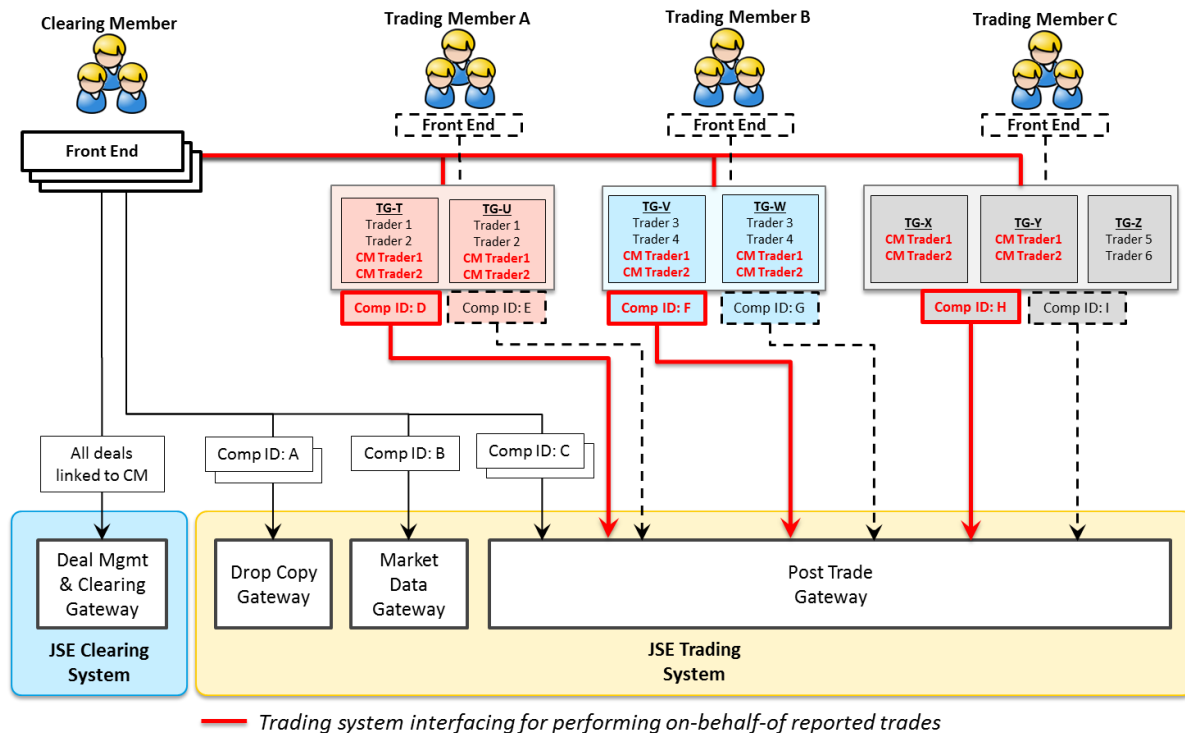 Clearing Member
Trading Member A
Trading Member B
Trading Member C
Front End
Front End
Front End
Front End
TG-T
Trader 1
Trader 2
CM Trader1
CM Trader2
TG-U
Trader 1
Trader 2
CM Trader1
CM Trader2
TG-V
Trader 3
Trader 4
CM Trader1
CM Trader2
TG-W
Trader 3
Trader 4
CM Trader1
CM Trader2
TG-X
CM Trader1
CM Trader2
TG-Y
CM Trader1
CM Trader2
TG-Z
Trader 5
Trader 6
Comp ID: D
Comp ID: E
Comp ID: F
Comp ID: G
Comp ID: H
Comp ID: I
All deals
linked to CM
Comp ID: A
Comp ID: B
Comp ID: C
Deal Mgmt
& Clearing
Gateway
Drop Copy
Gateway
Market
Data
Gateway
Post Trade
Gateway
JSE Clearing
System
JSE Trading
System
Trading system interfacing for performing on-behalf-of reported trades